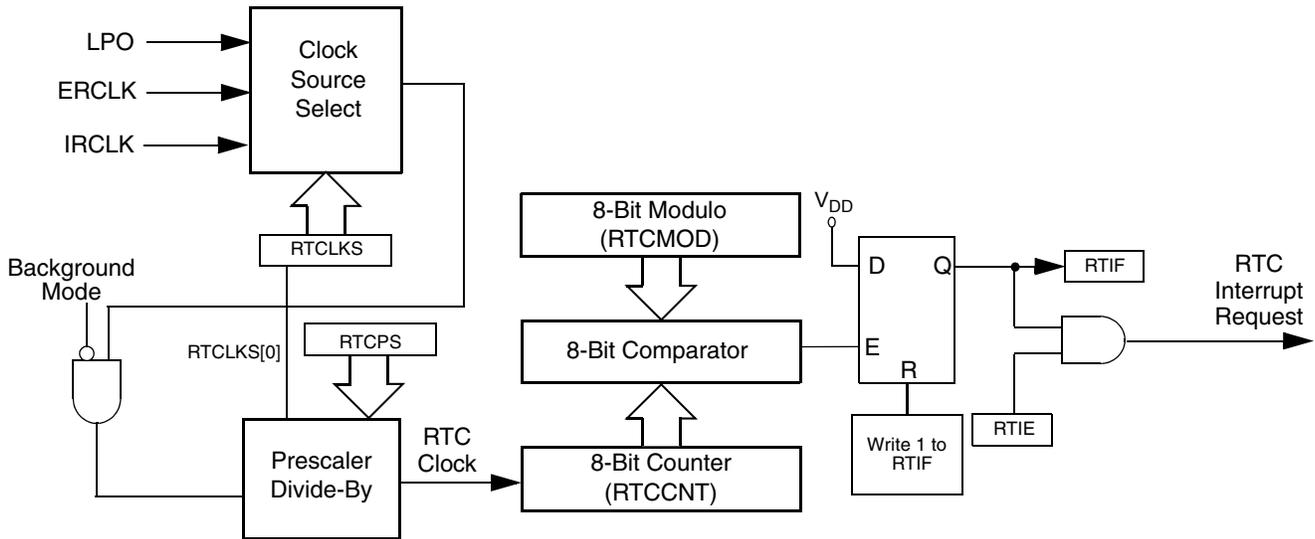 LPO
ERCLK
IRCLK
Clock
Source
Select
RTCLKS
Background
Mode
RTCLKS[0]
RTCPS
Prescaler
Divide-By
RTC
Clock
8-Bit Modulo
(RTCMOD)
8-Bit Comparator
8-Bit Counter
(RTCCNT)
VDD
D
Q
E
R
Write 1 to
RTIF
RTIF
RTIE
RTC
Interrupt
Request